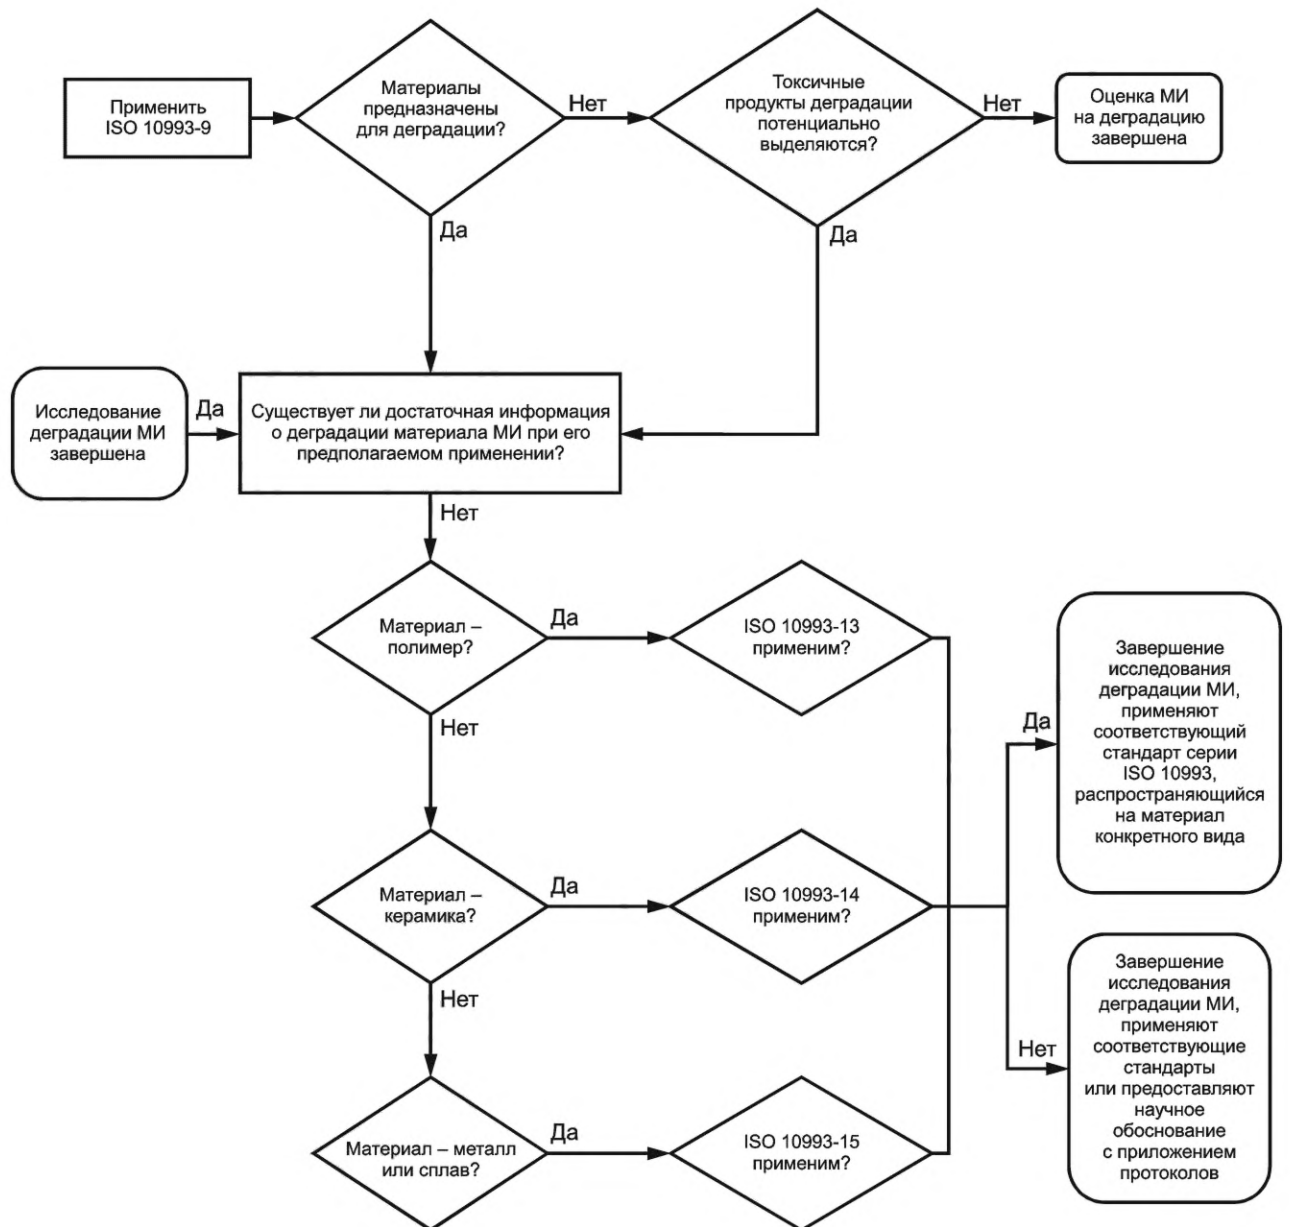 Применить
ISO 10993-9
Материалы
предназначены
для деградации?
Нет
Токсичные
продукты деградации
потенциально
выделяются?
Нет
Оценка МИ
на деградацию
завершена
Да
Да
Исследование
деградации МИ
завершена
Да
Существует ли достаточная информация
о деградации материала МИ при его
предполагаемом применении?
Нет
Материал –
полимер?
Да
ISO 10993-13
применим?
Нет
Завершение
исследования
деградации МИ,
применяют
соответствующий
стандарт серии
ISO 10993,
распространяющийся
на материал
конкретного вида
Да
Материал –
керамика?
Да
ISO 10993-14
применим?
Нет
Завершение
исследования
деградации МИ,
применяют
соответствующие
стандарты
или предоставляют
научное
обоснование
с приложением
протоколов
Нет
Материал – металл
или сплав?
Да
ISO 10993-15
применим?